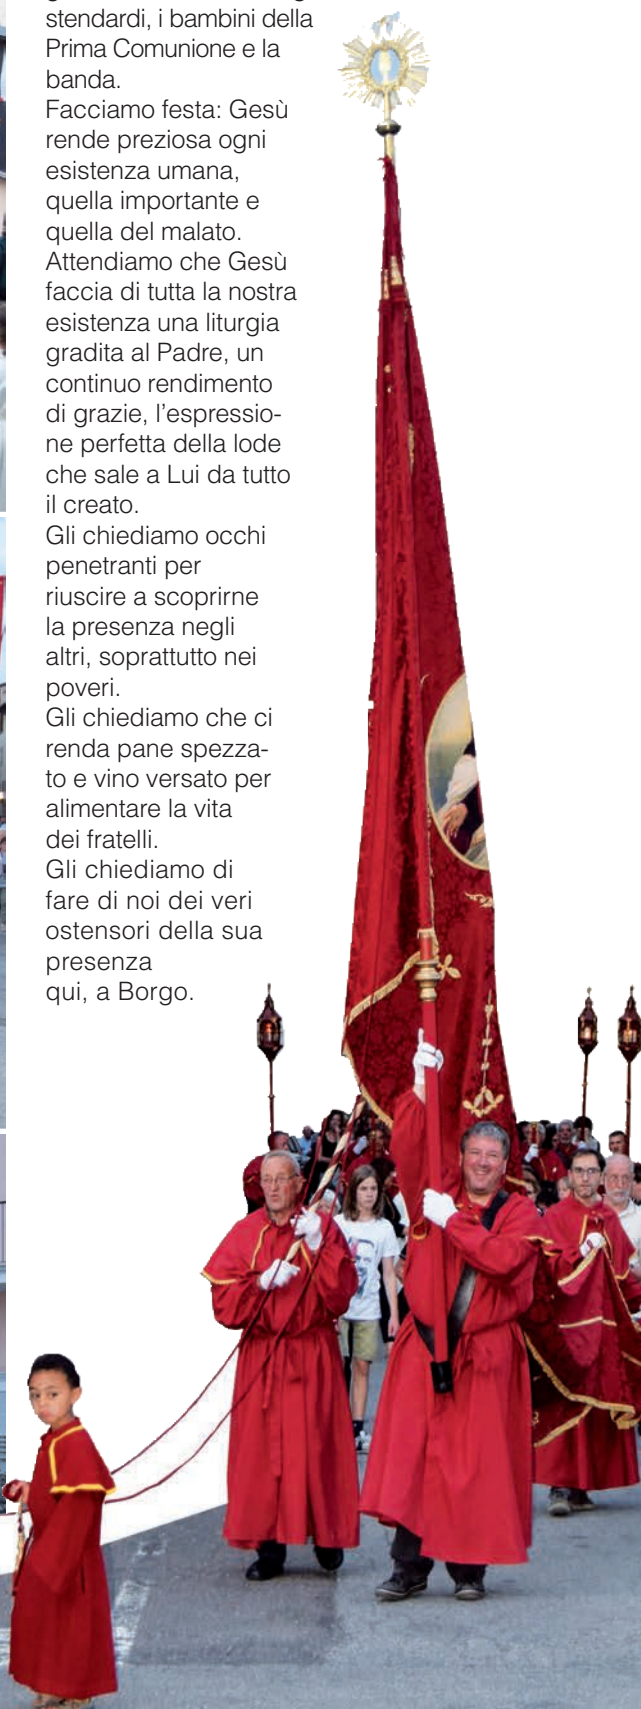 stendardi, i bambini della
Prima Comunione e la
banda.
Facciamo festa: Gesù
rende preziosa ogni
esistenza umana,
quella importante e
quella del malato.
Attendiamo che Gesù
faccia di tutta la nostra
esistenza una liturgia
gradita al Padre, un
continuo rendimento
di grazie, l'espressio-
ne perfetta della lode
che sale a Lui da tutto
il creato.
Gli chiediamo occhi
penetranti per
riuscire a scoprirne
la presenza negli
altri, soprattutto nei
poveri.
Gli chiediamo che ci
renda pane spezza-
to e vino versato per
alimentare la vita
dei fratelli.
Gli chiediamo di
fare di noi dei veri
ostensori della sua
presenza
qui, a Borgo.